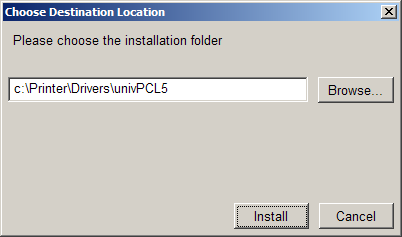 Choose Destination Location
Please choose the installation folder
c:\Printer\Drivers\univPCL5
Browse...
Install
Cancel